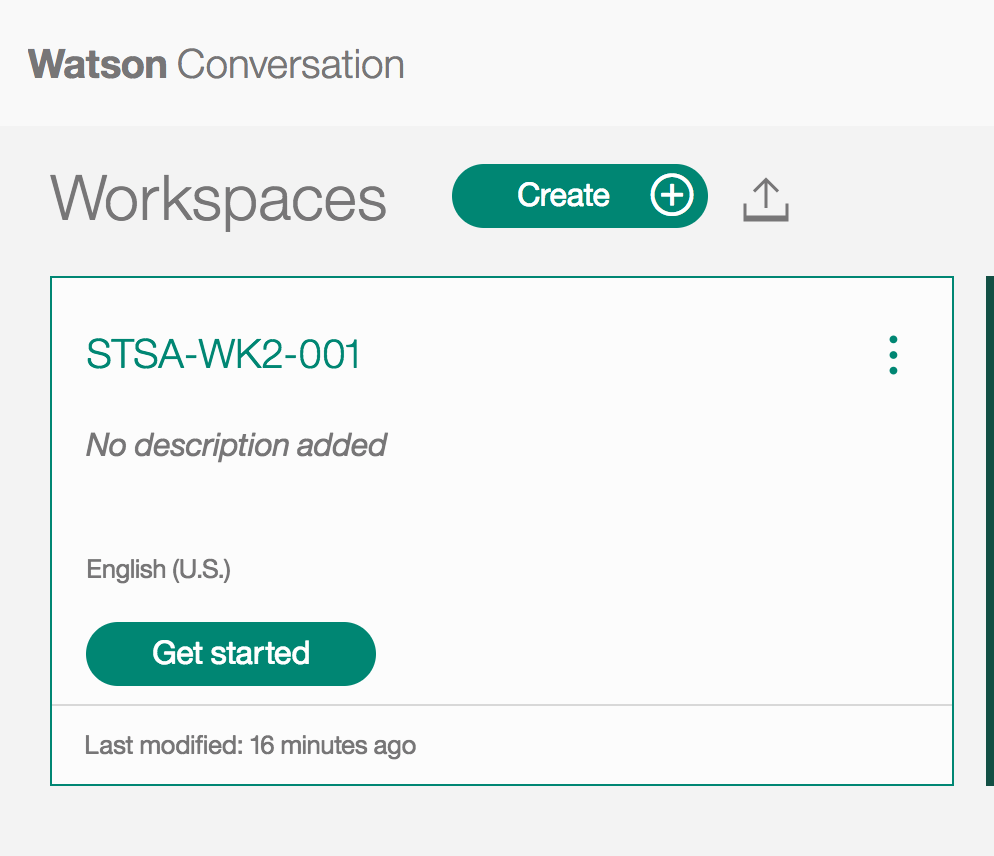 Watson Conversation
Workspaces
Create
STSA-WK2-001
No description added
English (U.S.)
Get started
Last modified: 16 minutes ago